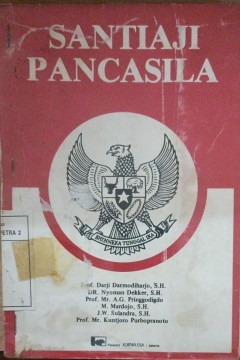 SANTIAJI
PANCASILA
BHINNEKA TUNGGAL IKA
PETRA 2
Prof. Darji Darmodiharjo, S.H.
DR. Nyoman Dekker, S.H.
Prof. Mr. A.G. Pringgodigdo
M. Mardojo, S.H.
J.W. Sulandra, S.H.
Prof. Mr. Kuntjoro Purbopranoto